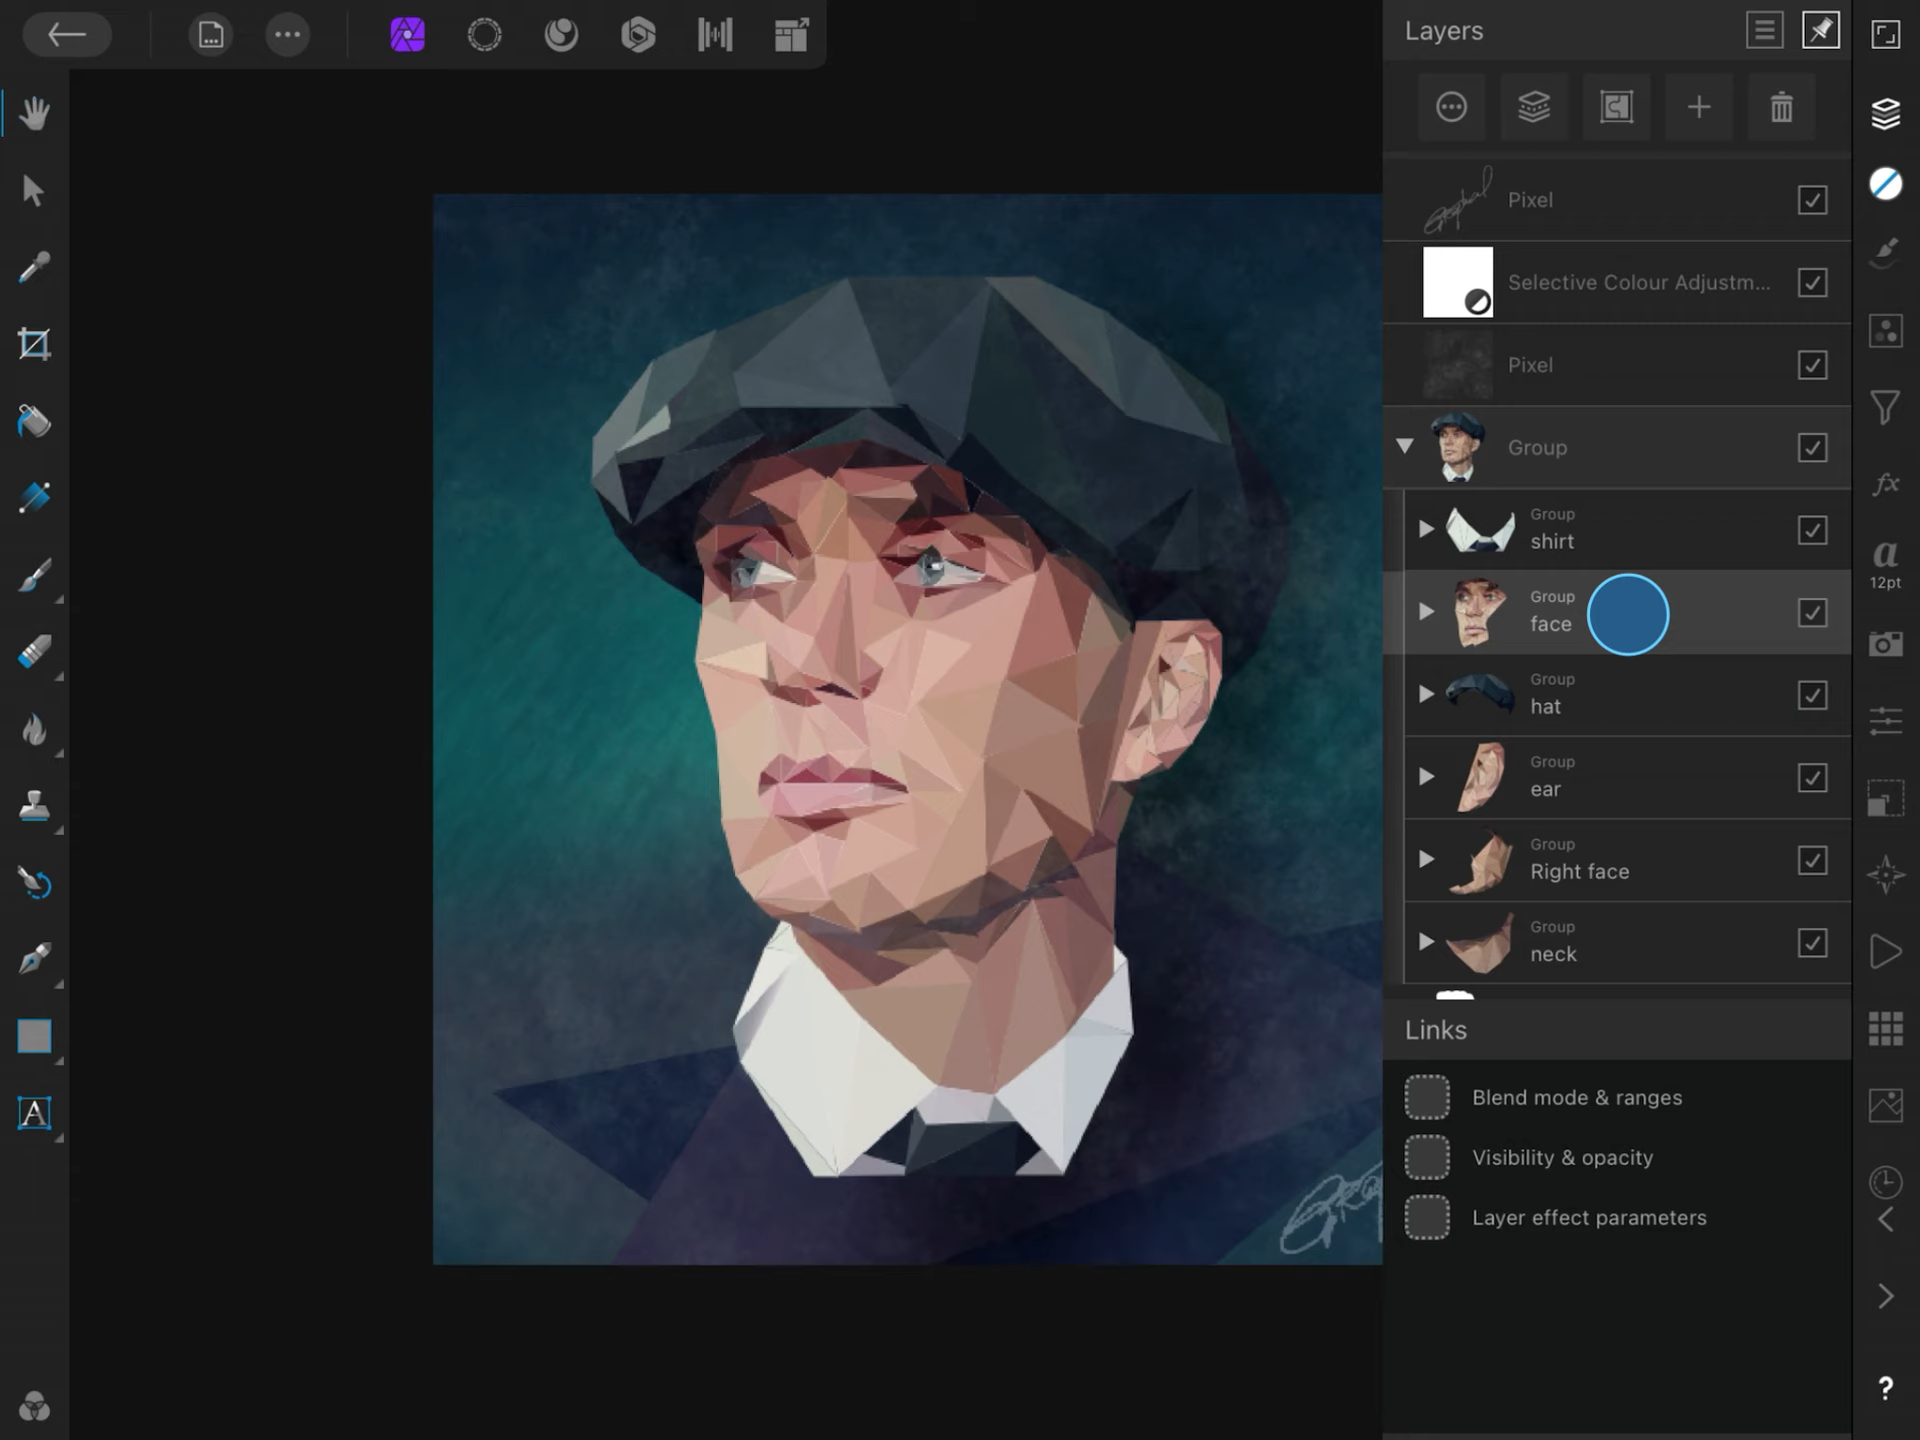 Layers
Pixel
Selective Colour Adjustm...
Pixel
Group
Group
shirt
Group
face
Group
hat
Group
ear
Group
Right face
Group
neck
Links
Blend mode & ranges
Visibility & opacity
Layer effect parameters
fx
a
12pt
A
?